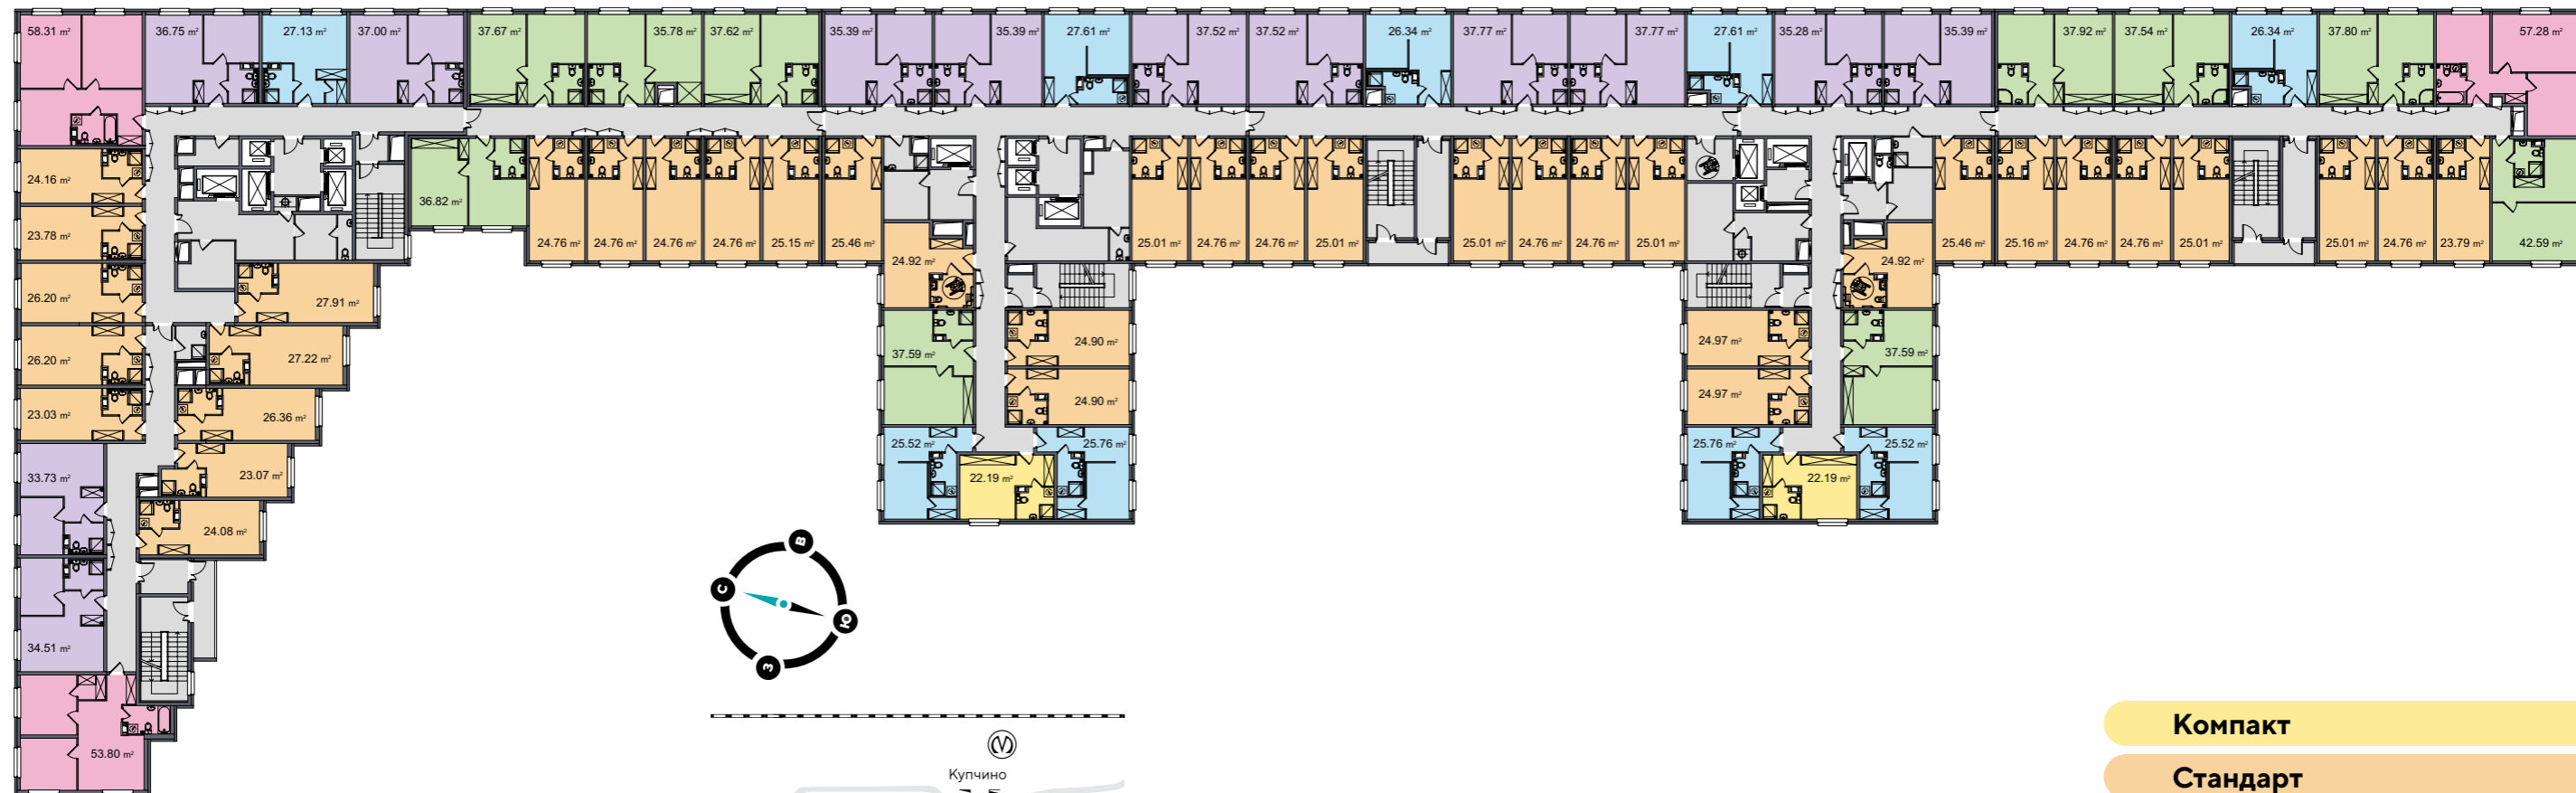 58.31 m²
36.75 m²
27.13 m²
37.00 m²
37.67 m²
35.78 m²
37.62 m²
35.39 m²
35.39 m²
27.61 m²
37.52 m²
37.52 m²
26.34 m²
37.77 m²
37.77 m²
27.61 m²
35.28 m²
35.39 m²
37.92 m²
37.54 m²
26.34 m²
37.80 m²
57.28 m²
24.16 m²
36.82 m²
23.78 m²
24.76 m²
24.76 m²
24.76 m²
24.76 m²
25.15 m²
25.46 m²
25.01 m²
24.76 m²
24.76 m²
25.01 m²
25.01 m²
24.76 m²
24.76 m²
25.01 m²
25.46 m²
25.16 m²
24.76 m²
24.76 m²
25.01 m²
25.01 m²
24.76 m²
23.79 m²
42.59 m²
24.92 m²
24.92 m²
26.20 m²
27.91 m²
26.20 m²
27.22 m²
37.59 m²
24.90 m²
24.97 m²
37.59 m²
24.90 m²
24.97 m²
23.03 m²
26.36 m²
25.52 m²
25.76 m²
25.76 m²
25.52 m²
33.73 m²
23.07 m²
22.19 m²
22.19 m²
24.08 m²
В
С
Ю
З
34.51 m²
53.80 m²
М
Купчино
Компакт
Стандарт